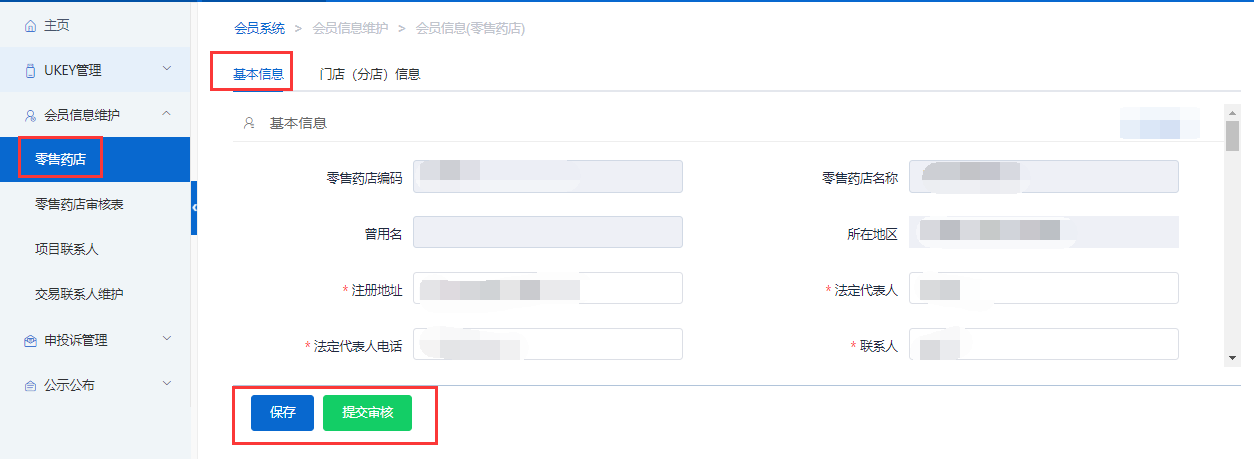 主页
UKEY管理
会员信息维护
零售药店
零售药店审核表
项目联系人
交易联系人维护
申投诉管理
公示公布
会员系统 > 会员信息维护 > 会员信息(零售药店)
基本信息 门店（分店）信息
基本信息
零售药店编码 零售药店名称
曾用名 所在地区
*注册地址 *法定代表人
*法定代表人电话 *联系人
保存 提交审核